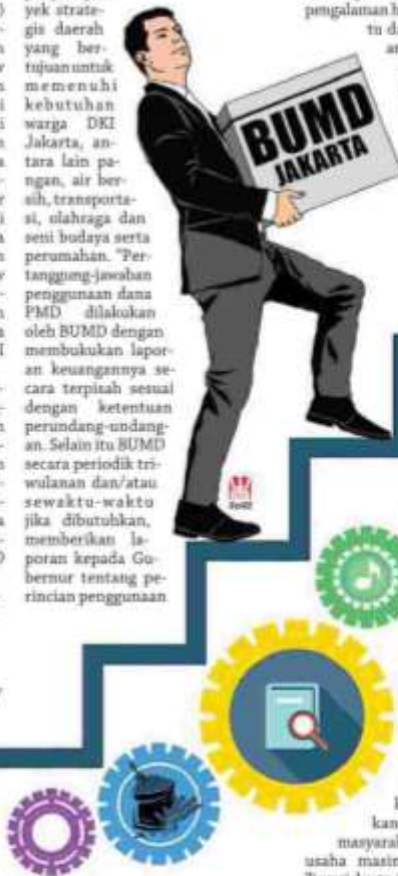 yek strate-
gis daerah
yang ber-
tujuan untuk
memenuhi
kebutuhan
warga DKI
Jakarta, an-
tara lain pa-
ngan, air ber-
sih, transporta-
si, olahraga dan
seni budaya serta
perumahan. "Per-
tanggung-jawaban
penggunaan dana
PMD dilakukan
oleh BUMD dengan
membukukan lapor-
an keuangannya se-
cara terpisah sesuai
dengan ketentuan
perundang-undang-
an. Selain itu BUMD
secara periodik tri-
wulanan dan/atau
sewaktu-waktu
jika dibutuhkan,
memberikan la-
poran kepada Gu-
bernur tentang pe-
rincian penggunaan
BUMD
JAKARTA
pengalaman
tu
kan
masyarak
usaha masin